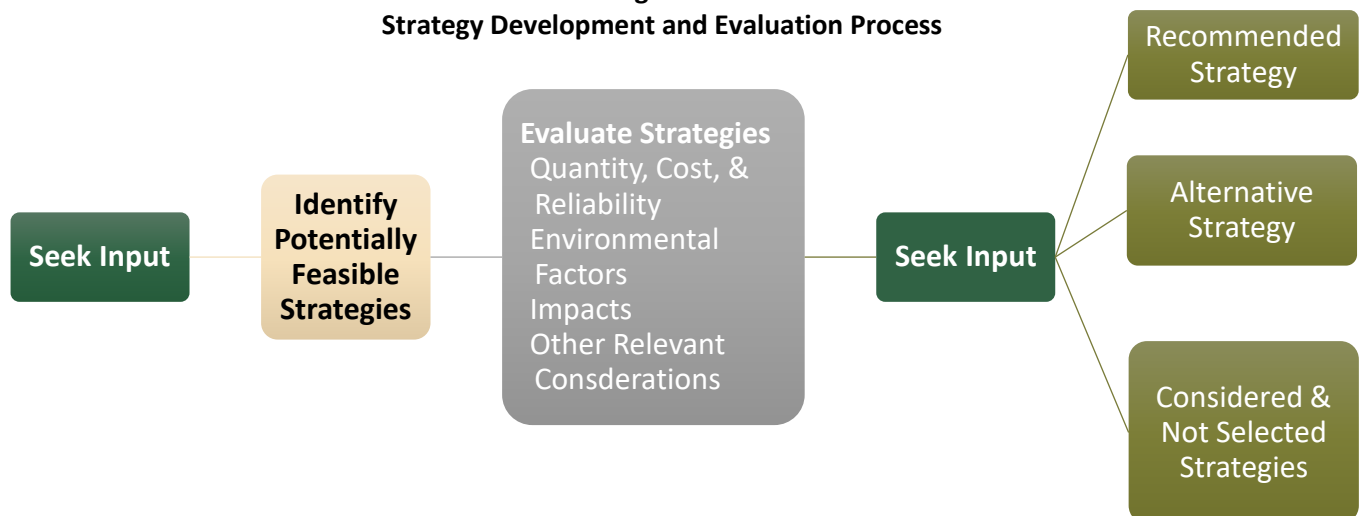 Strategy Development and Evaluation Process
Seek Input
Identify
Potentially
Feasible
Strategies
Evaluate Strategies
Quantity, Cost, &
Reliability
Environmental
Factors
Impacts
Other Relevant
Consderations
Seek Input
Recommended
Strategy
Alternative
Strategy
Considered &
Not Selected
Strategies